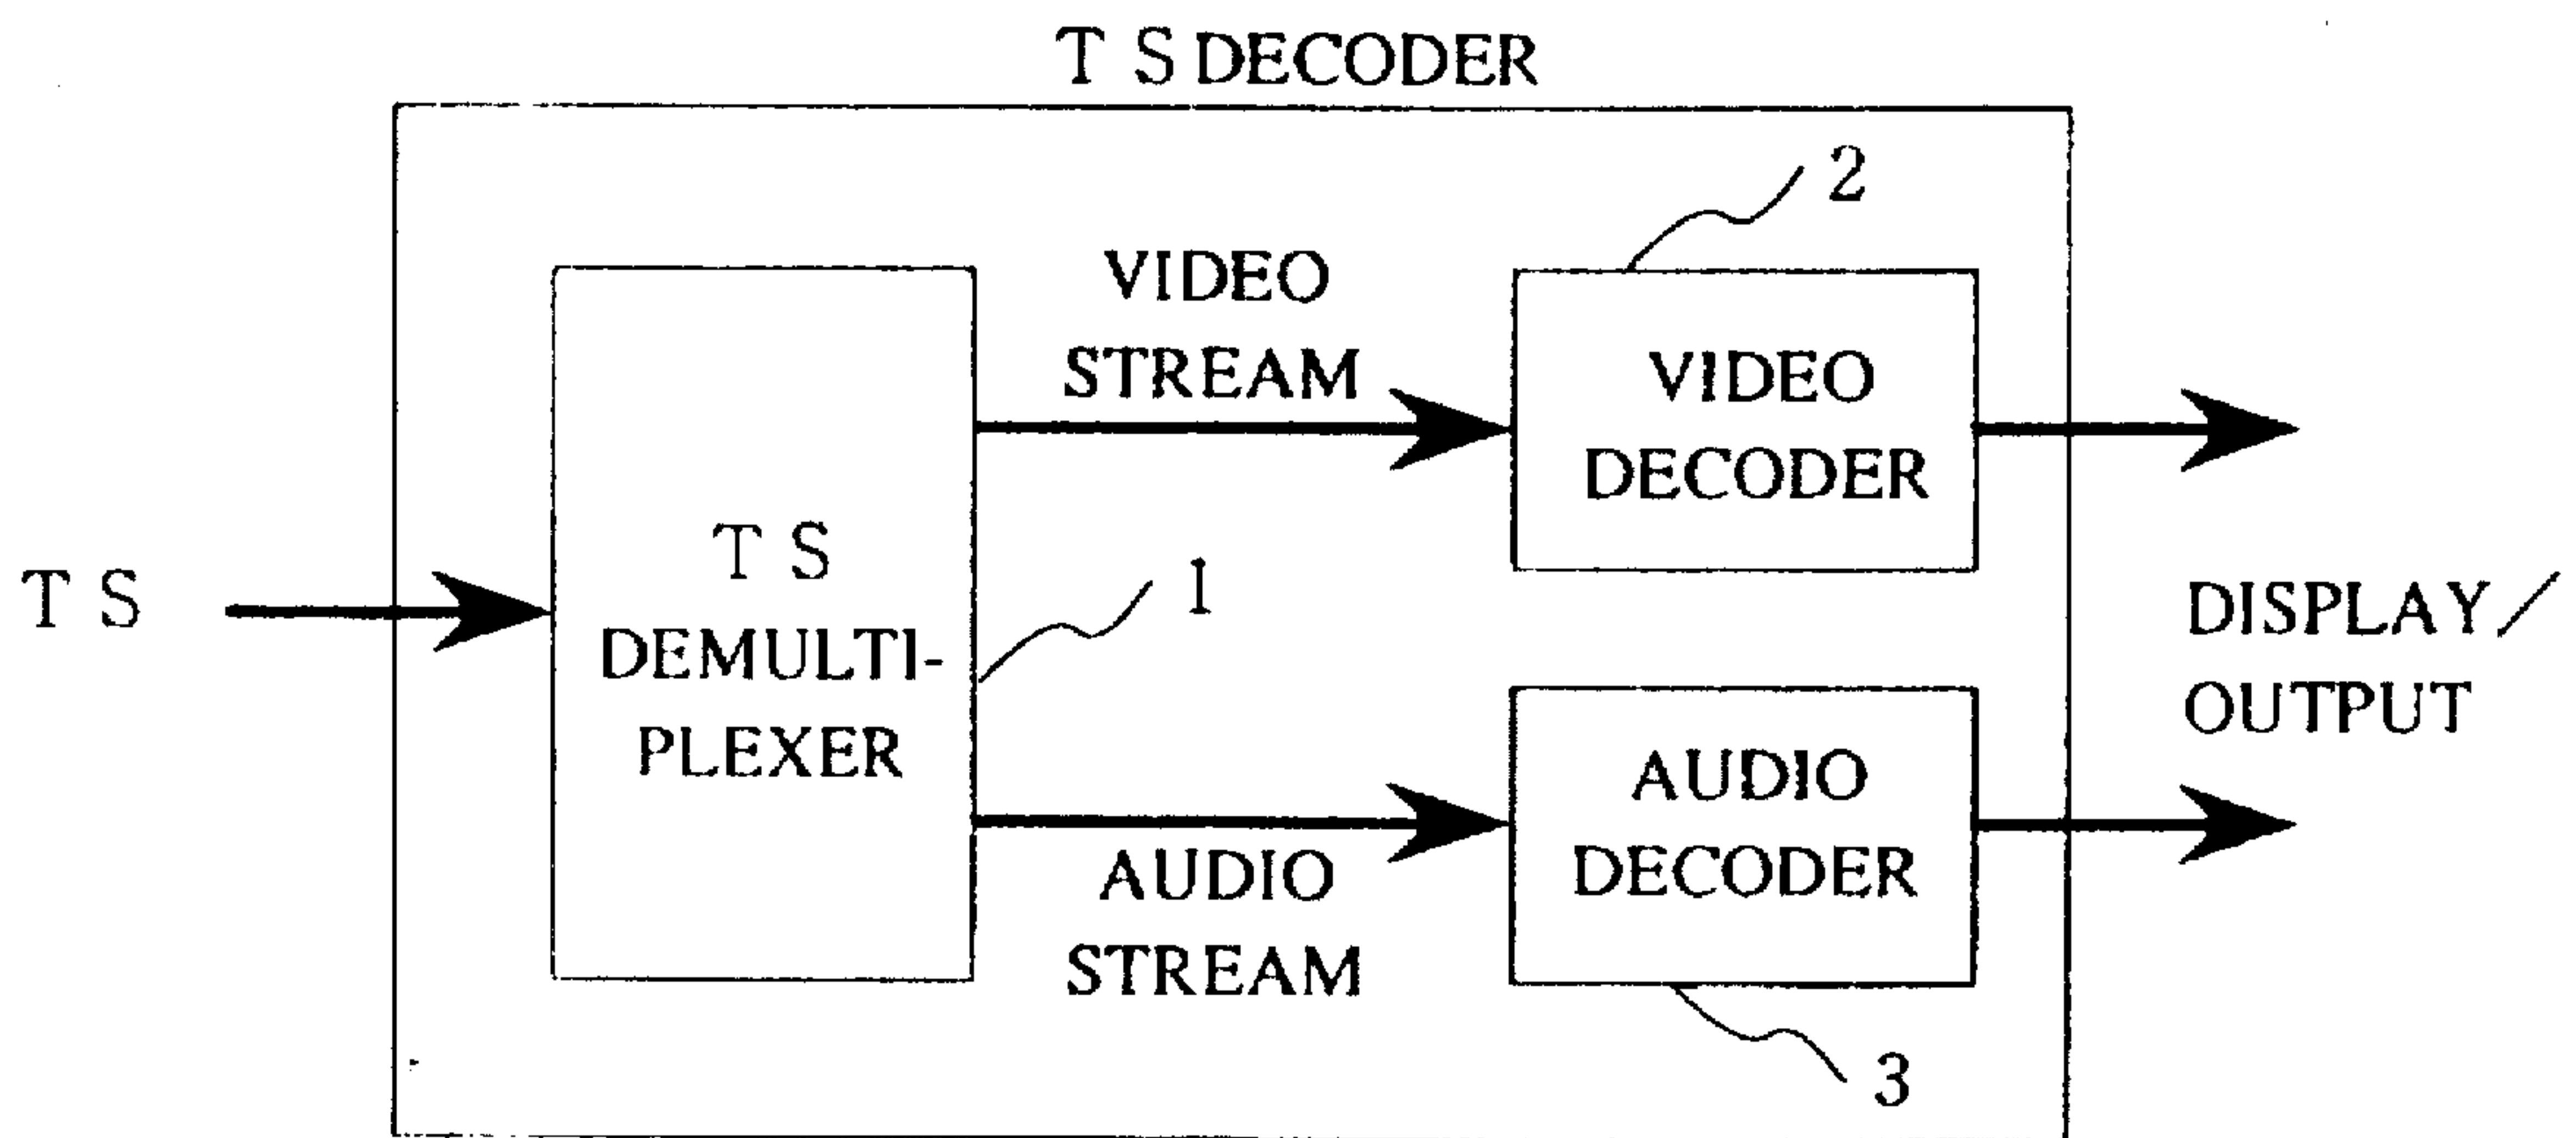 T S DECODER
2
VIDEO
STREAM
VIDEO
DECODER
T S
T S
DEMULTI-
PLEXER
1
DISPLAY/
OUTPUT
AUDIO
STREAM
AUDIO
DECODER
3